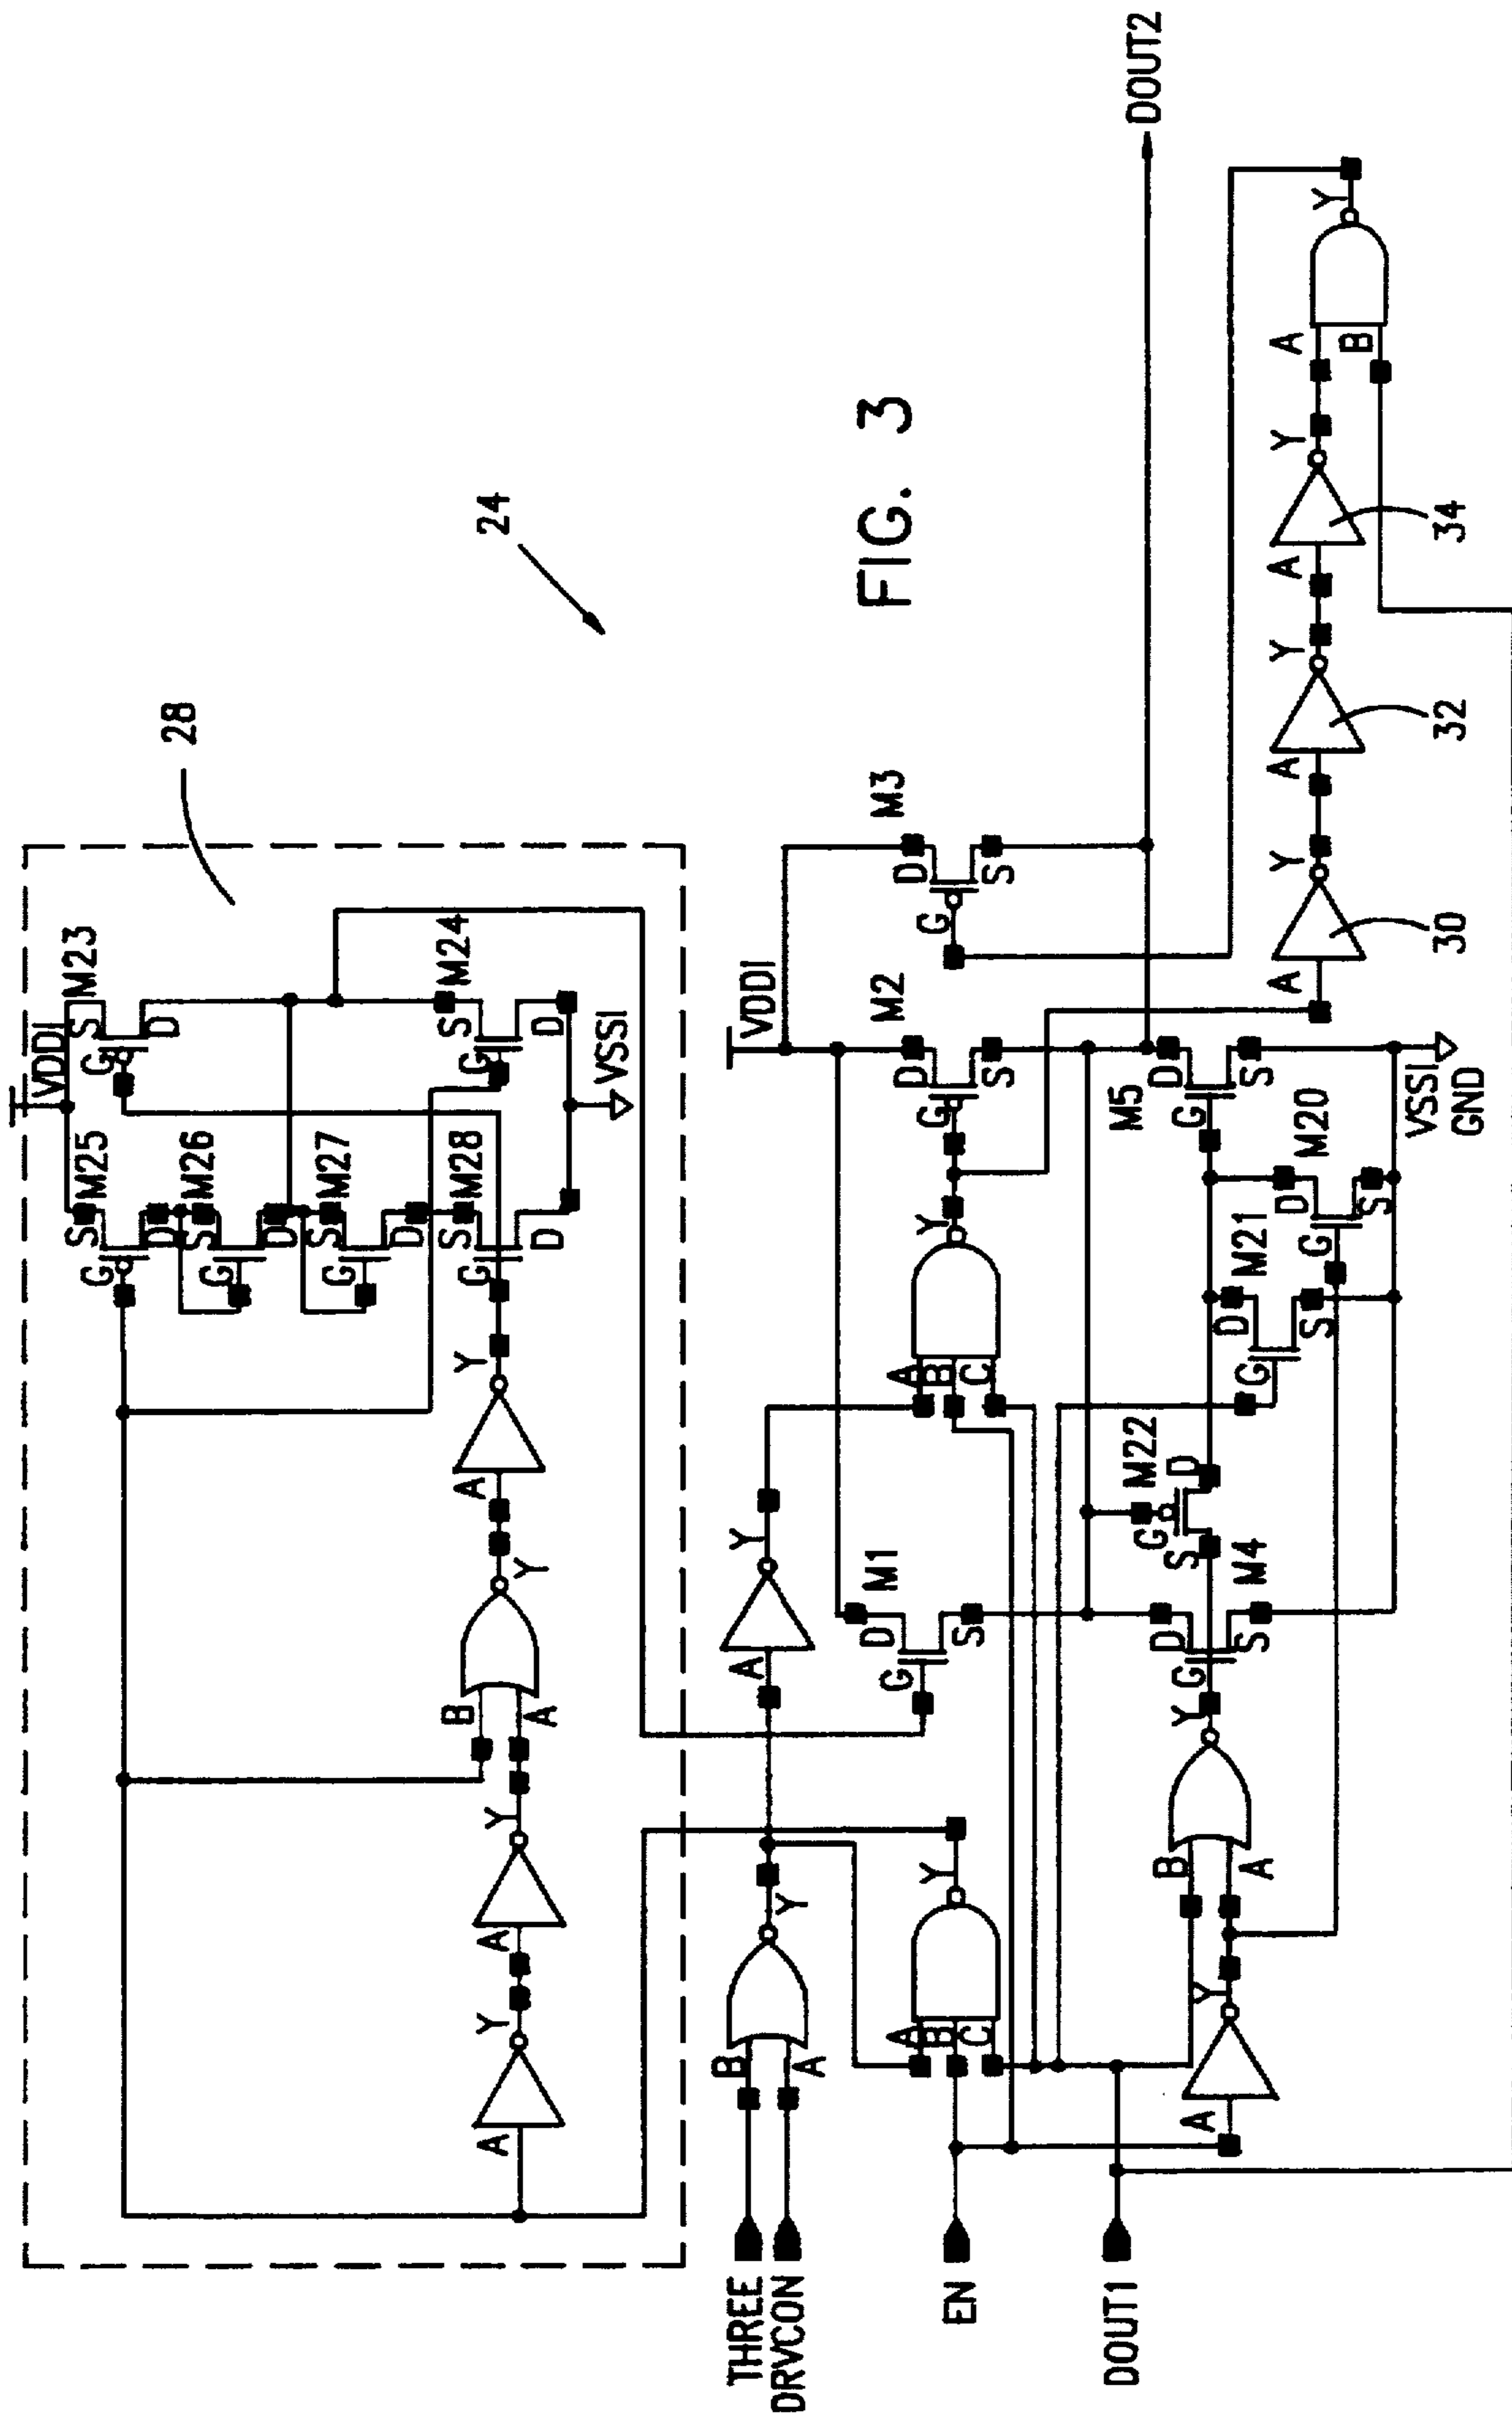 VDDI
M25
M23
S
G
D
S
G
D
M26
S
G
D
M27
S
G
D
M28
S
G
D
M24
S
G
D
A
Y
A
Y
B
A
Y
A
Y
VSSI
28
24
THREE
DRVCON
B
A
Y
A
Y
VDDI
M1
D
G
S
M2
D
G
S
M3
D
G
S
FIG. 3
EN
A
B
C
Y
A
B
C
Y
DOUT1
DOUT2
B
A
Y
A
Y
M4
D
G
S
M22
G
S
D
M21
D
G
S
M20
D
G
S
M5
D
G
S
VSSI
GND
A
Y
A
Y
A
Y
A
B
Y
30
32
34